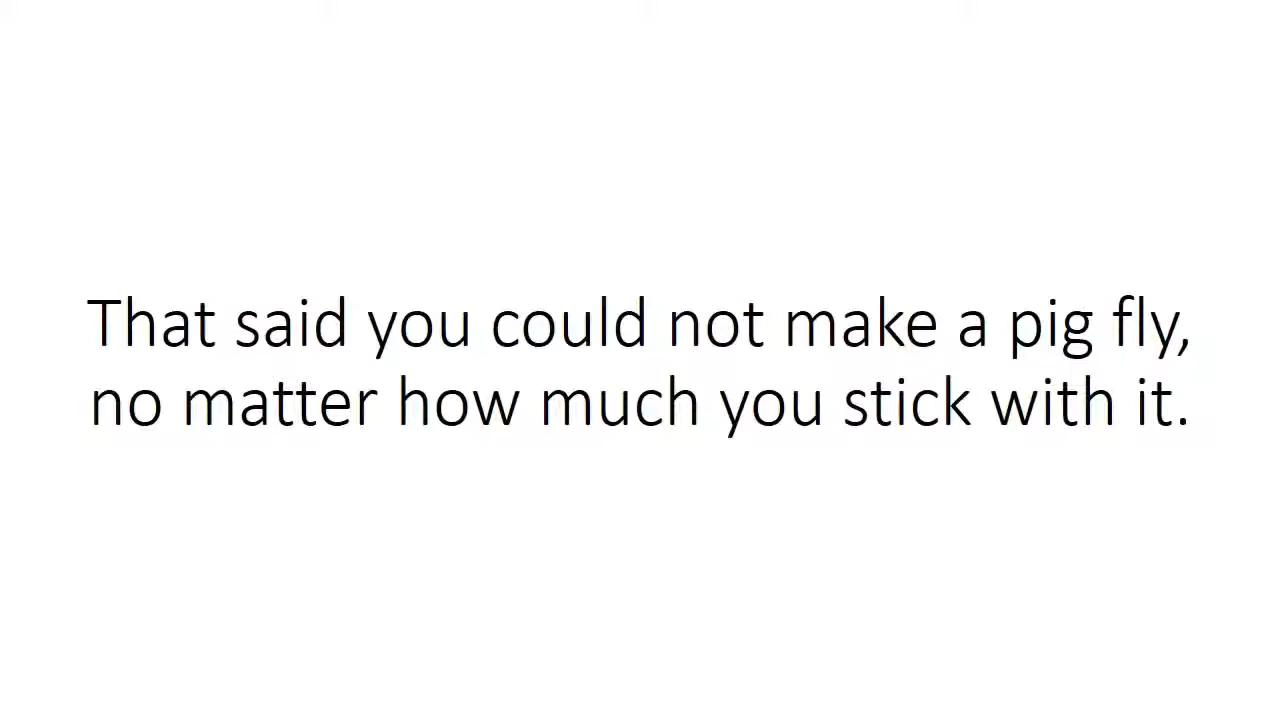 That said you could not make a pig fly,
no matter how much you stick with it.